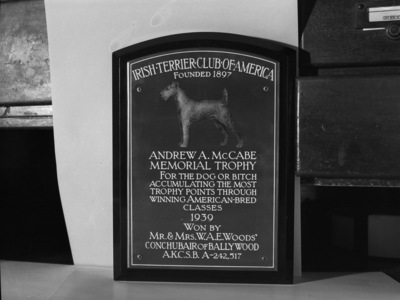 IRISH·TERRIER·CLUB·OF·AMERICA
FOUNDED 1897
ANDREW A. McCABE
MEMORIAL TROPHY
FOR THE DOG OR BITCH
ACCUMULATING THE MOST
TROPHY POINTS THROUGH
WINNING AMERICAN-BRED
CLASSES
1939
WON BY
MR. & MRS. W.A.E. WOODS'
CONCHUBAIR OF BALLYWOOD
A.K.C.S.B. A-242,517